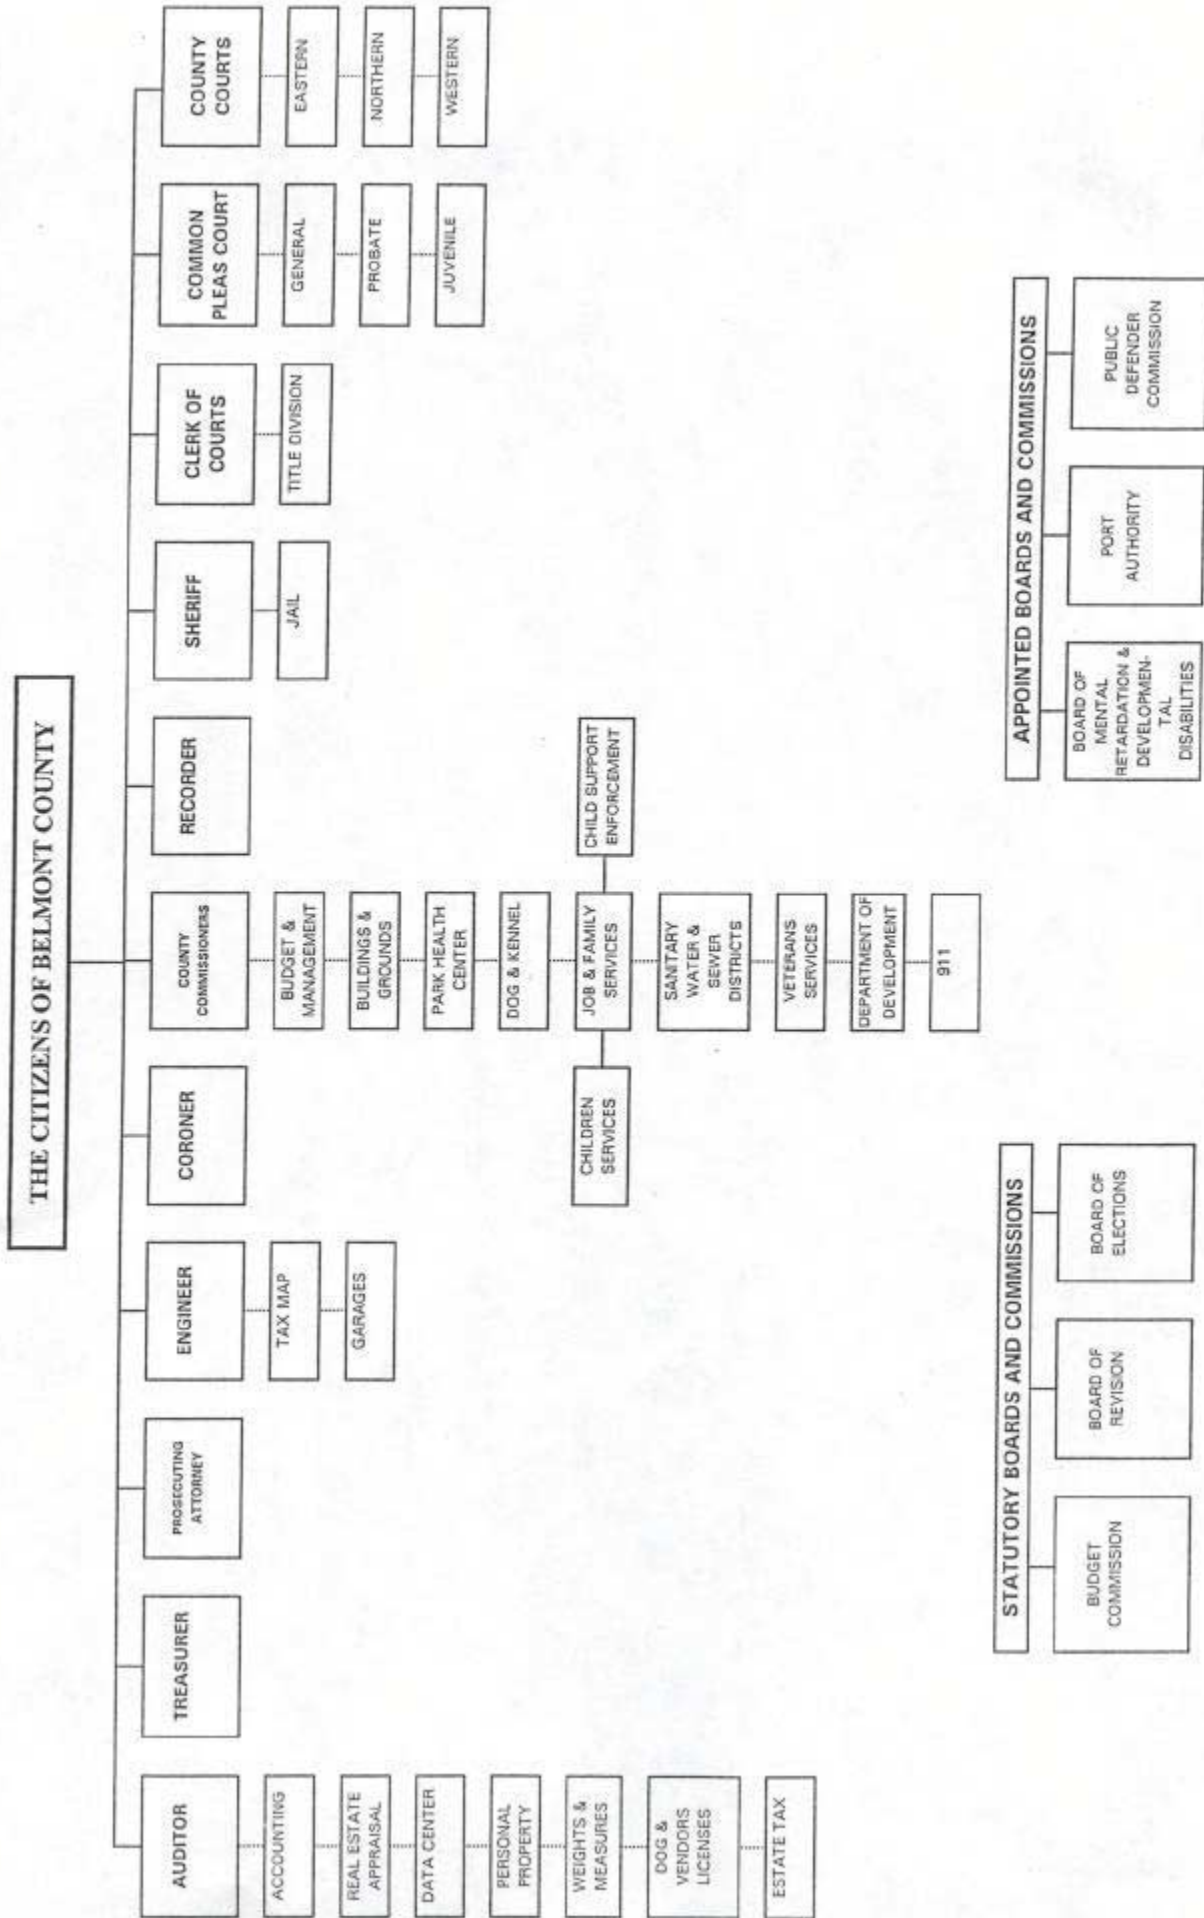 THE CITIZENS OF BELMONT COUNTY
AUDITOR
ACCOUNTING
REAL ESTATE
APPRAISAL
DATA CENTER
PERSONAL
PROPERTY
WEIGHTS &
MEASURES
DOG &
VENDORS
LICENSES
ESTATE TAX
TREASURER
PROSECUTING
ATTORNEY
ENGINEER
TAX MAP
GARAGES
CORONER
COUNTY
COMMISSIONERS
BUDGET &
MANAGEMENT
BUILDINGS &
GROUNDS
PARK HEALTH
CENTER
DOG & KENNEL
CHILDREN
SERVICES
JOB & FAMILY
SERVICES
CHILD SUPPORT
ENFORCEMENT
SANITARY
WATER &
SEWER
DISTRICTS
VETERANS
SERVICES
DEPARTMENT OF
DEVELOPMENT
911
RECORDER
SHERIFF
JAIL
CLERK OF
COURTS
TITLE DIVISION
COMMON
PLEAS COURT
GENERAL
PROBATE
JUVENILE
COUNTY
COURTS
EASTERN
NORTHERN
WESTERN
STATUTORY BOARDS AND COMMISSIONS
BUDGET
COMMISSION
BOARD OF
REVISION
BOARD OF
ELECTIONS
APPOINTED BOARDS AND COMMISSIONS
BOARD OF
MENTAL
RETARDATION &
DEVELOPMEN-
TAL
DISABILITIES
PORT
AUTHORITY
PUBLIC
DEFENDER
COMMISSION